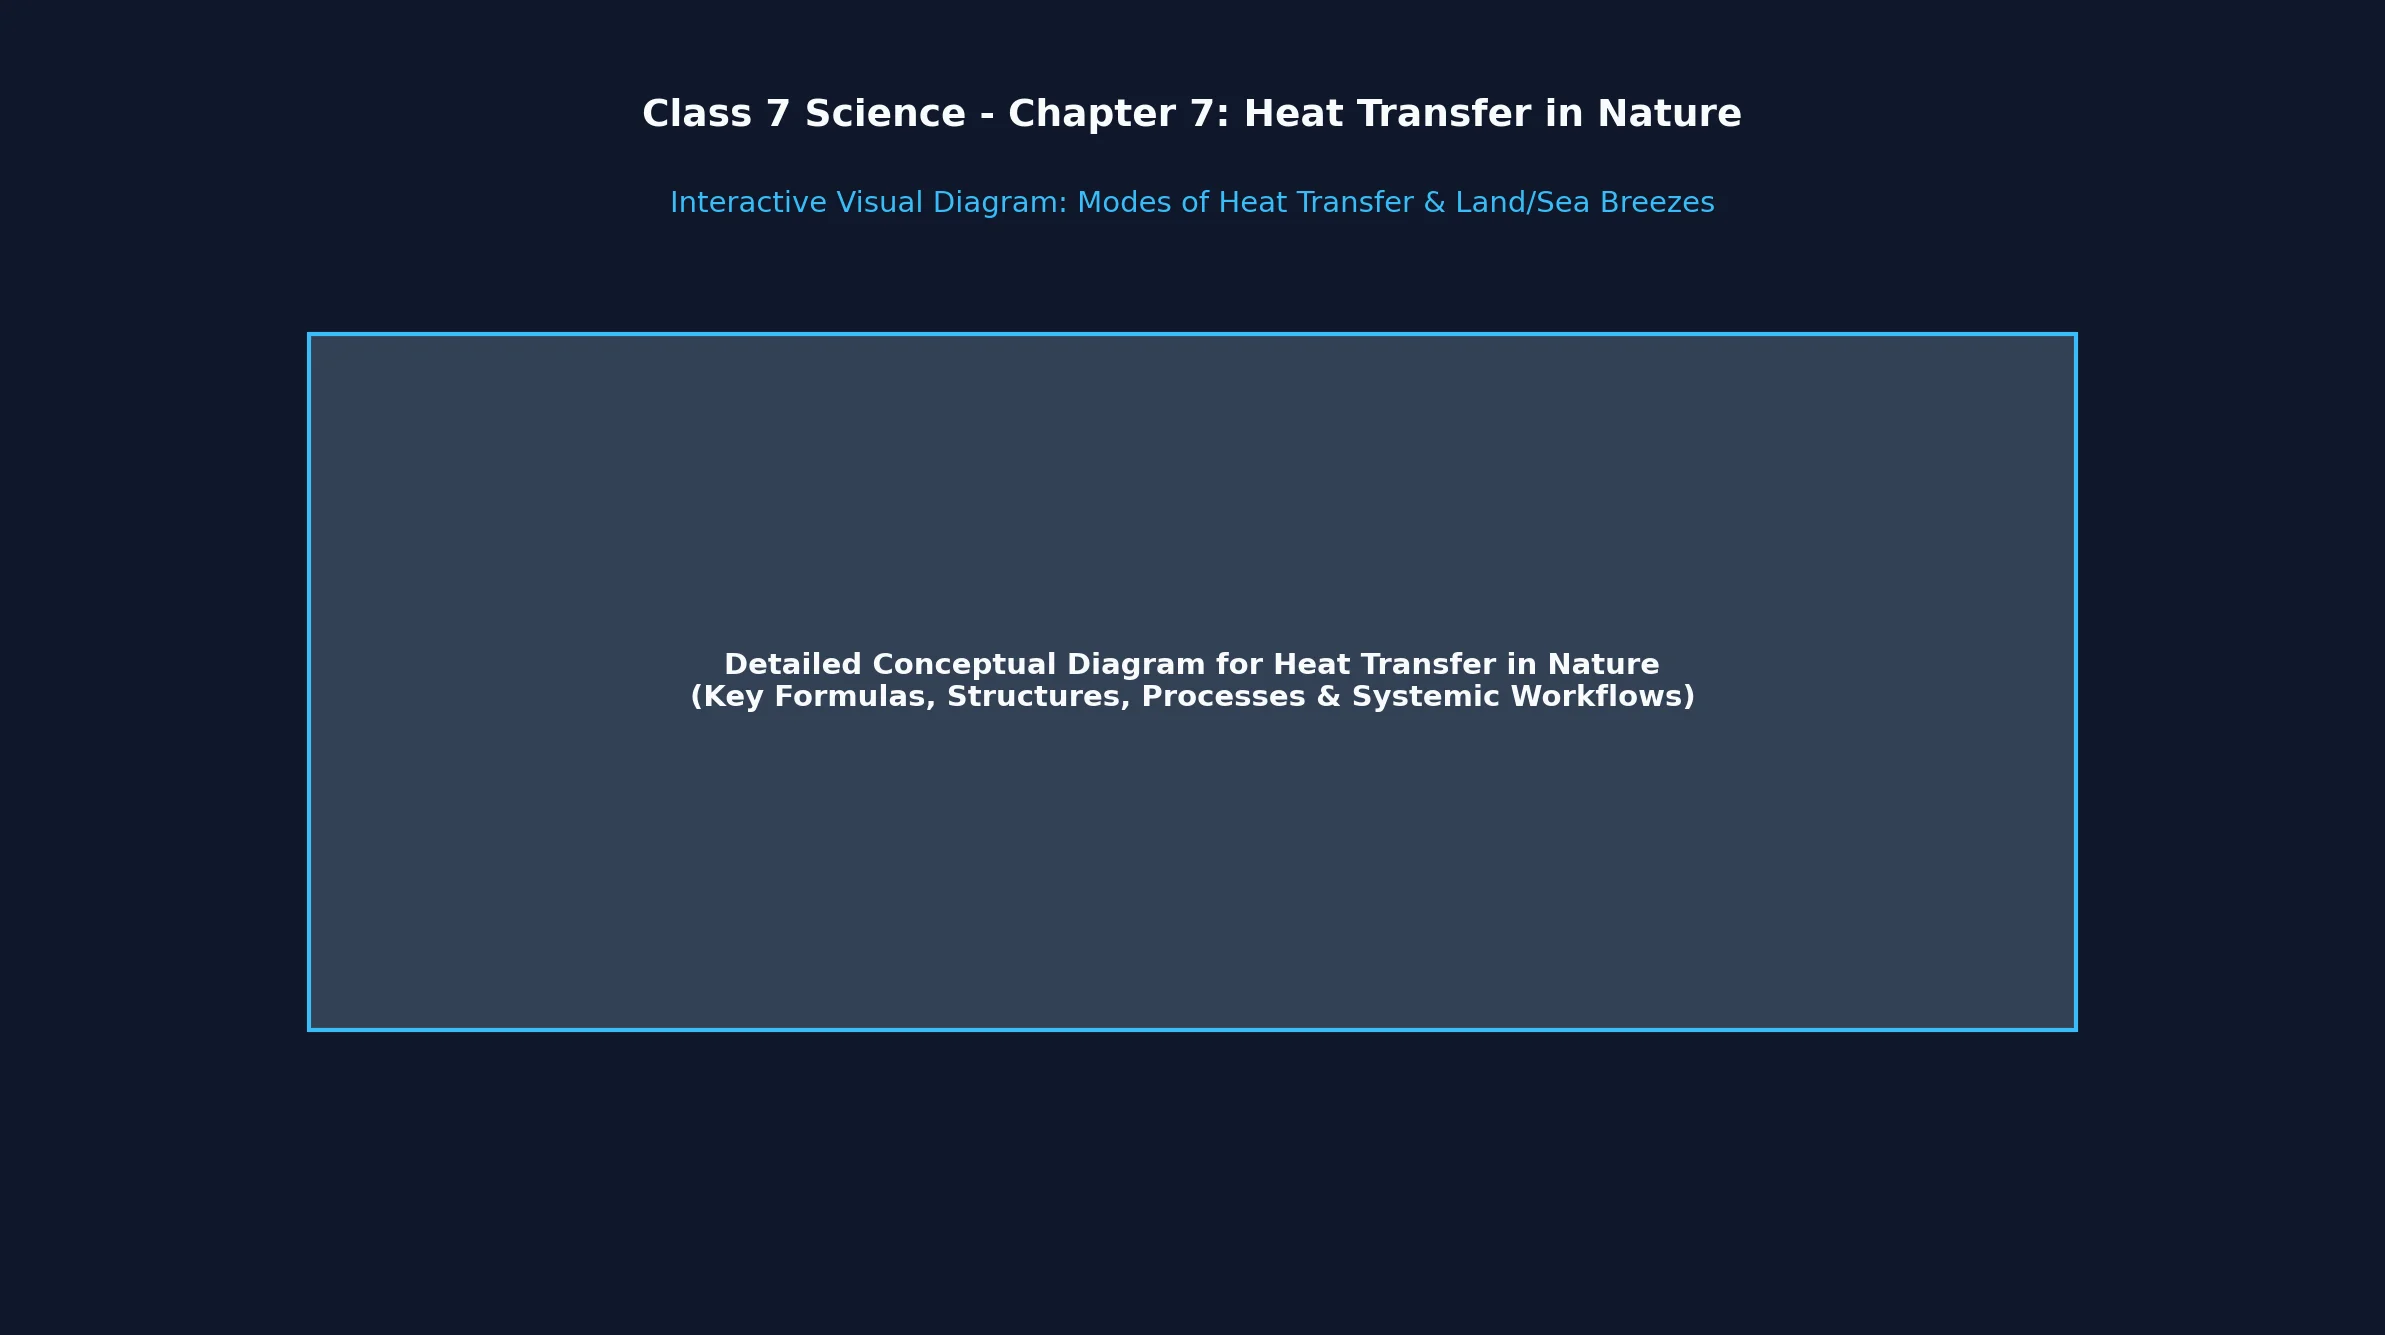 Class 7 Science - Chapter 7: Heat Transfer in Nature
Interactive Visual Diagram: Modes of Heat Transfer & Land/Sea Breezes
Detailed Conceptual Diagram for Heat Transfer in Nature
(Key Formulas, Structures, Processes & Systemic Workflows)